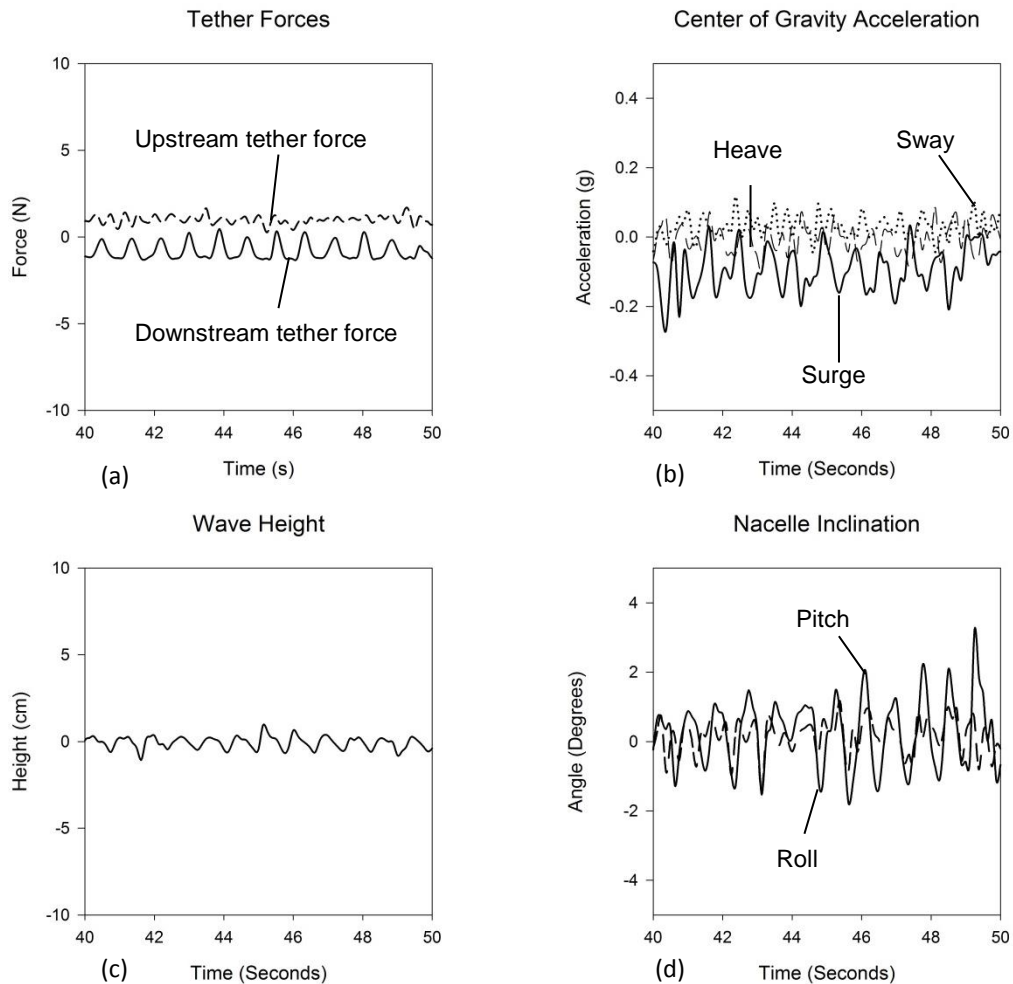 Tether Forces
10
5
0
-5
-10
Force (N)
Upstream tether force
Downstream tether force
40 42 44 46 48 50
(a)
Time (s)
Center of Gravity Acceleration
0.4
0.2
0.0
-0.2
-0.4
Acceleration (g)
Heave
Sway
Surge
40 42 44 46 48 50
(b)
Time (Seconds)
Wave Height
10
5
0
-5
-10
Height (cm)
40 42 44 46 48 50
(c)
Time (Seconds)
Nacelle Inclination
4
2
0
-2
-4
Angle (Degrees)
Pitch
Roll
40 42 44 46 48 50
(d)
Time (Seconds)